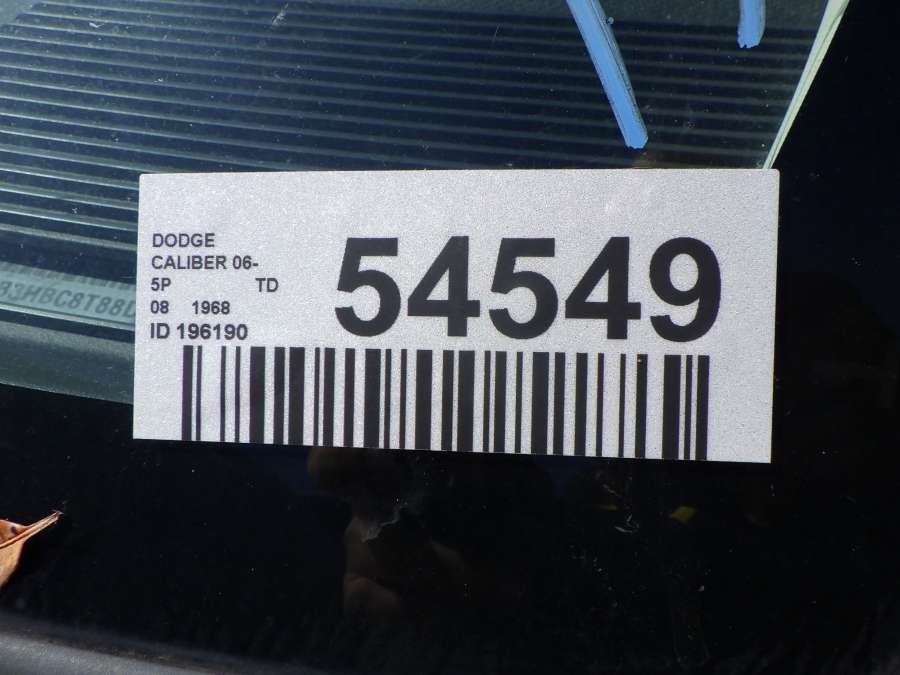 DODGE
CALIBER 06-
5P TD
08 1968
ID 196190
54549